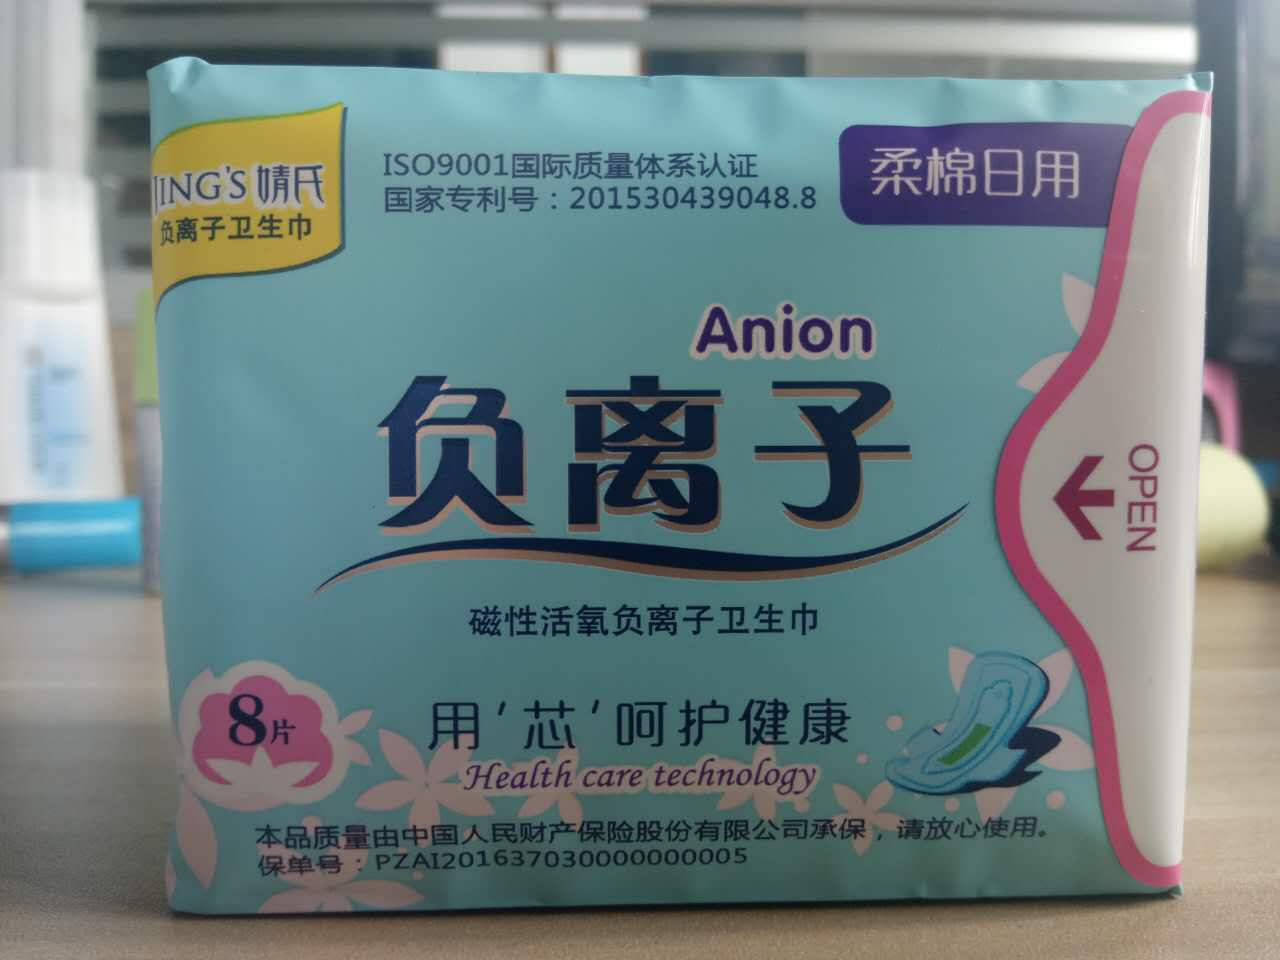 JING'S 婧氏
负离子卫生巾
ISO9001国际质量体系认证
国家专利号：201530439048.8
柔棉日用
Anion
负离子
OPEN
磁性活氧负离子卫生巾
8片
用'芯'呵护健康
Health care technology
本品质量由中国人民财产保险股份有限公司承保，请放心使用。
保单号：PZAI201637030000000005